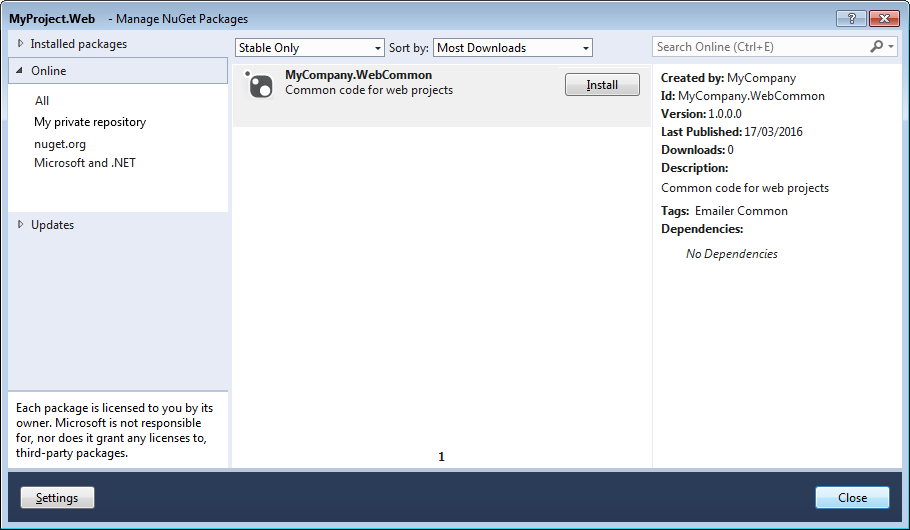 MyProject.Web - Manage NuGet Packages
Installed packages
Online
All
My private repository
nuget.org
Microsoft and .NET
Updates
Each package is licensed to you by its
owner. Microsoft is not responsible
for, nor does it grant any licenses to,
third-party packages.
Stable Only
Sort by: Most Downloads
MyCompany.WebCommon
Common code for web projects
Install
1
Search Online (Ctrl+E)
Created by: MyCompany
Id: MyCompany.WebCommon
Version: 1.0.0.0
Last Published: 17/03/2016
Downloads: 0
Description:
Common code for web projects
Tags: Emailer Common
Dependencies:
No Dependencies
Settings
Close